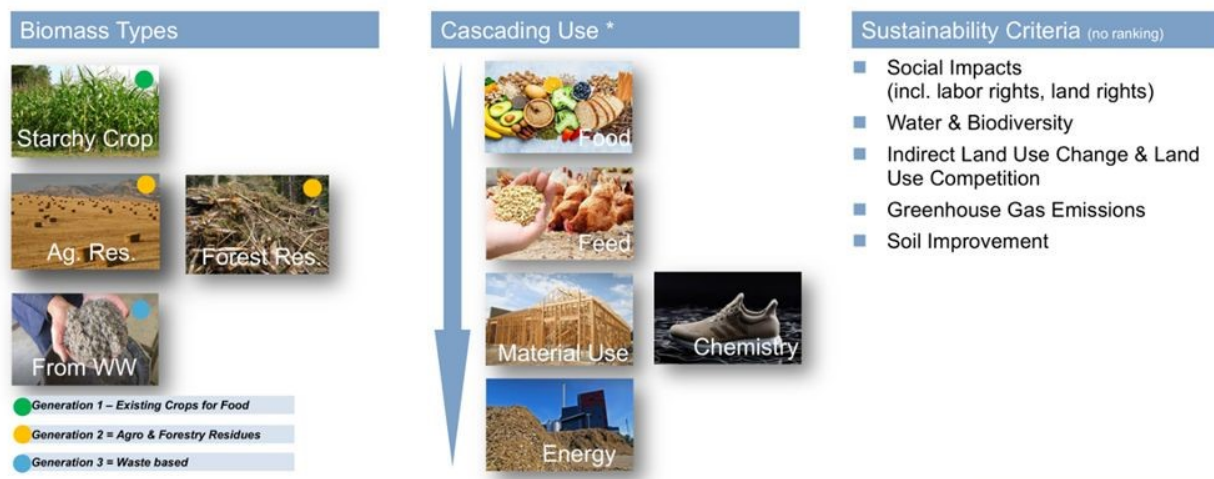 Biomass Types
Starchy Crop
Ag. Res.
Forest Res.
From WW
Generation 1 – Existing Crops for Food
Generation 2 = Agro & Forestry Residues
Generation 3 = Waste based
Cascading Use *
Food
Feed
Material Use
Chemistry
Energy
Sustainability Criteria (no ranking)
Social Impacts
(incl. labor rights, land rights)
Water & Biodiversity
Indirect Land Use Change & Land
Use Competition
Greenhouse Gas Emissions
Soil Improvement